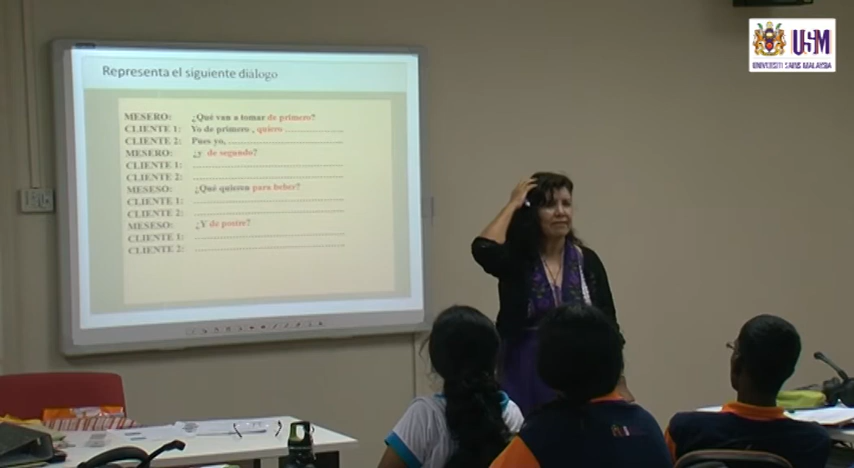 USM
UNIVERSITI SAINS MALAYSIA
Representa el siguiente diálogo
MESERO: ¿Qué van a tomar de primero?
CLIENTE 1: Yo de primero , quiero ........................
CLIENTE 2: Pues yo, ................................................
MESERO: ¿y de segundo?
CLIENTE 1: ............................................................
CLIENTE 2: ............................................................
MESESO: ¿Qué quieren para beber?
CLIENTE 1: ............................................................
CLIENTE 2: ............................................................
MESESO: ¿Y de postre?
CLIENTE 1: ............................................................
CLIENTE 2: ............................................................